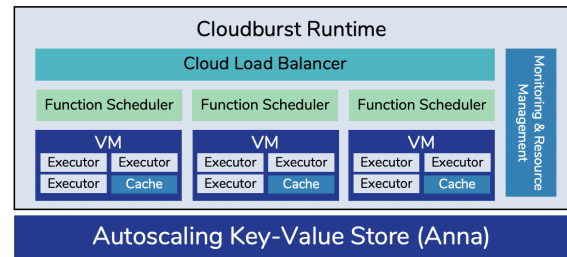 Cloudburst Runtime
Cloud Load Balancer
Monitoring & Resource
Management
Function Scheduler
Function Scheduler
Function Scheduler
VM
Executor
Executor
Executor
Cache
VM
Executor
Executor
Executor
Cache
VM
Executor
Executor
Executor
Cache
Autoscaling Key-Value Store (Anna)